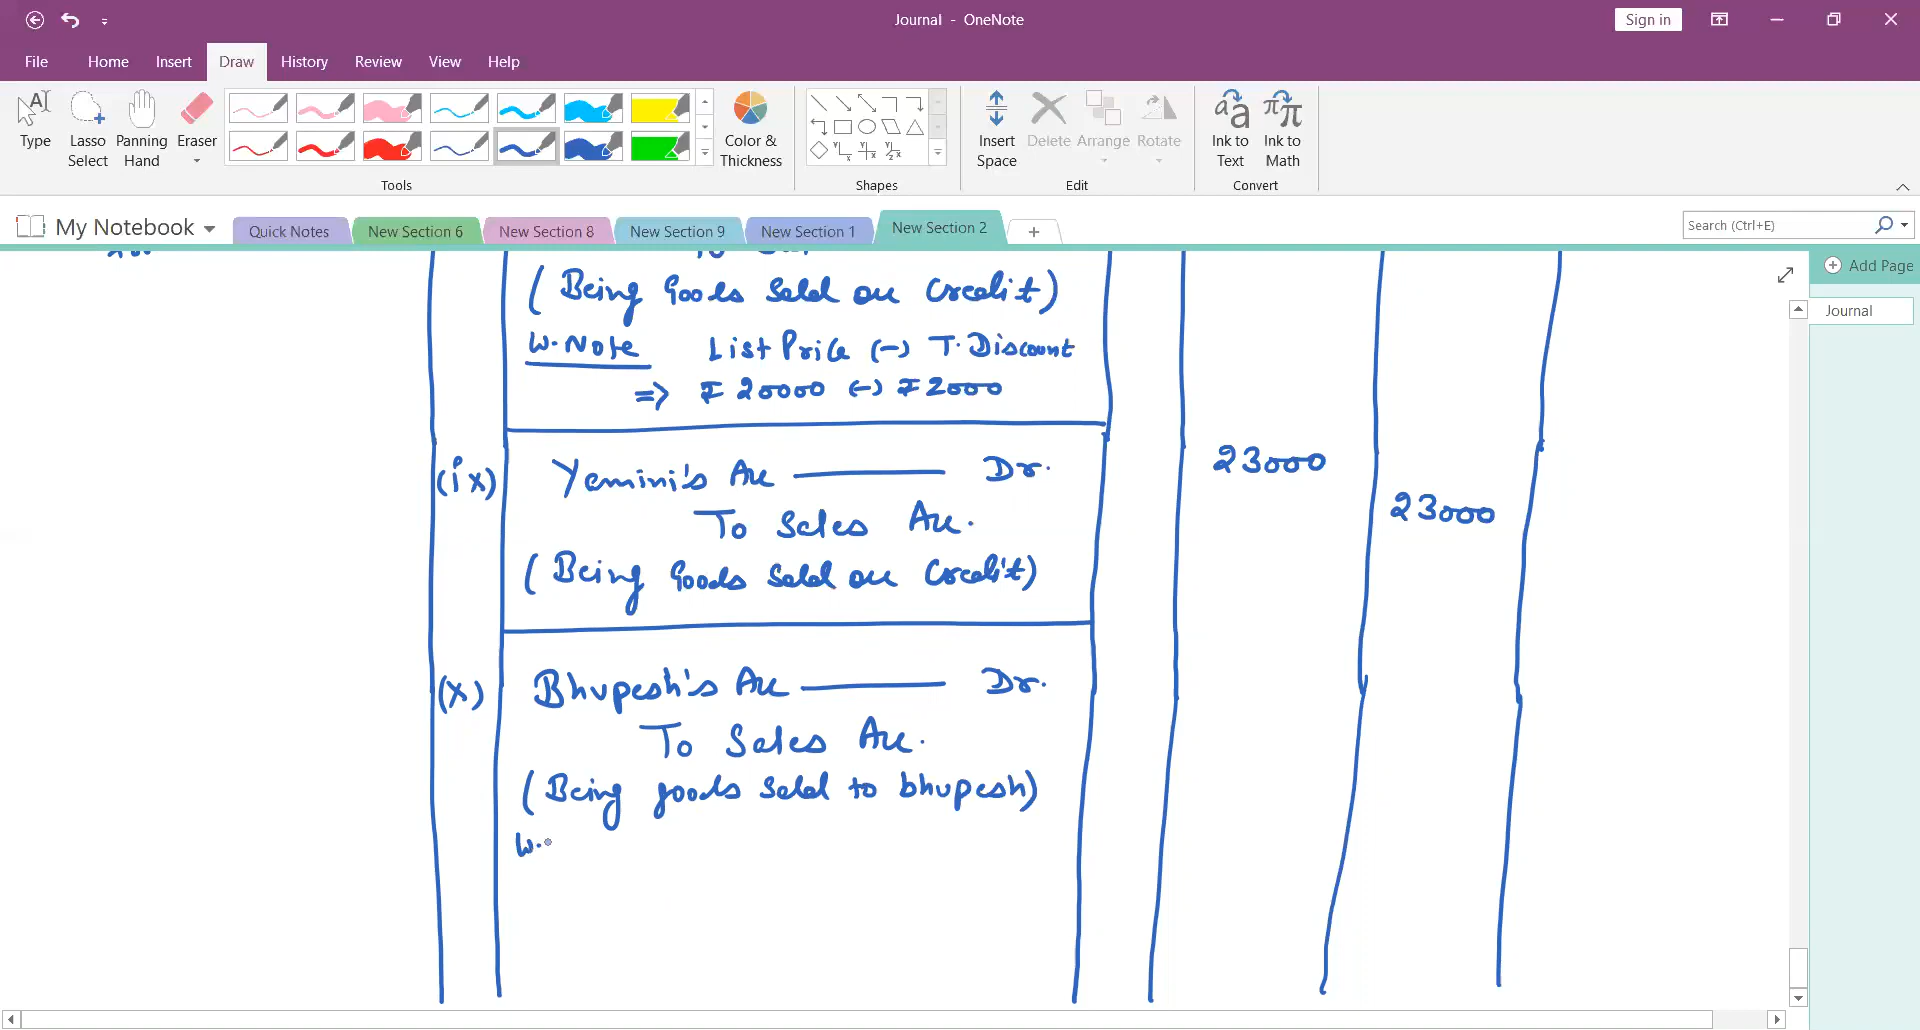 Journal - OneNote
Sign in
File Home Insert Draw History Review View Help
Type
Lasso Select
Panning Hand
Eraser
Color & Thickness
Insert Space
Delete
Arrange
Rotate
Ink to Text
Ink to Math
Tools
Shapes
Edit
Convert
My Notebook
Quick Notes
New Section 6
New Section 8
New Section 9
New Section 1
New Section 2
Search (Ctrl+E)
Add Page
Journal
(Being Goods Sold on Credit)
W. Note List Price (-) T. Discount
=> ₹ 20000 (-) ₹ 2000
(ix) Yamini's A/c Dr. 23000
To Sales A/c. 23000
(Being Goods Sold on Credit)
(x) Bhupesh's A/c Dr.
To Sales A/c.
(Being goods Sold to bhupesh)
W.